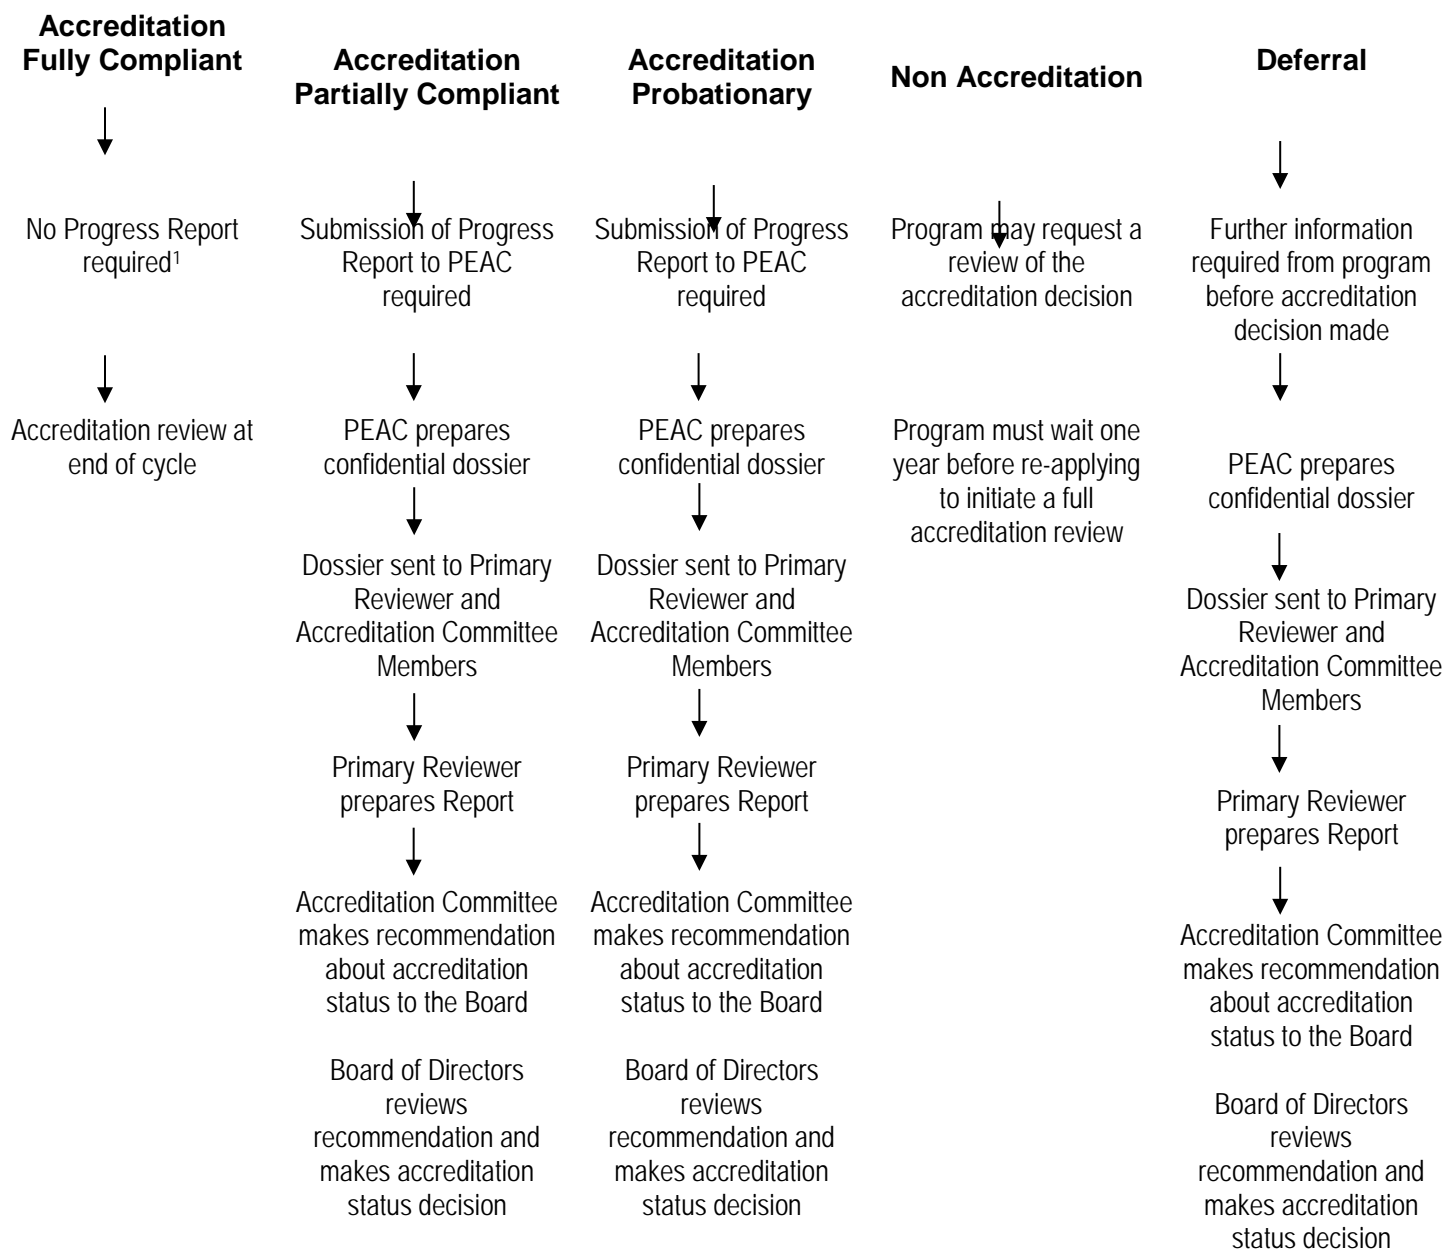 Accreditation
Fully Compliant
No Progress Report
required1
Accreditation review at
end of cycle
Accreditation
Partially Compliant
Submission of Progress
Report to PEAC
required
PEAC prepares
confidential dossier
Dossier sent to Primary
Reviewer and
Accreditation Committee
Members
Primary Reviewer
prepares Report
Accreditation Committee
makes recommendation
about accreditation
status to the Board
Board of Directors
reviews
recommendation and
makes accreditation
status decision
Accreditation
Probationary
Submission of Progress
Report to PEAC
required
PEAC prepares
confidential dossier
Dossier sent to Primary
Reviewer and
Accreditation Committee
Members
Primary Reviewer
prepares Report
Accreditation Committee
makes recommendation
about accreditation
status to the Board
Board of Directors
reviews
recommendation and
makes accreditation
status decision
Non Accreditation
Program may request a
review of the
accreditation decision
Program must wait one
year before re-applying
to initiate a full
accreditation review
Deferral
Further information
required from program
before accreditation
decision made
PEAC prepares
confidential dossier
Dossier sent to Primary
Reviewer and
Accreditation Committee
Members
Primary Reviewer
prepares Report
Accreditation Committee
makes recommendation
about accreditation
status to the Board
Board of Directors
reviews
recommendation and
makes accreditation
status decision